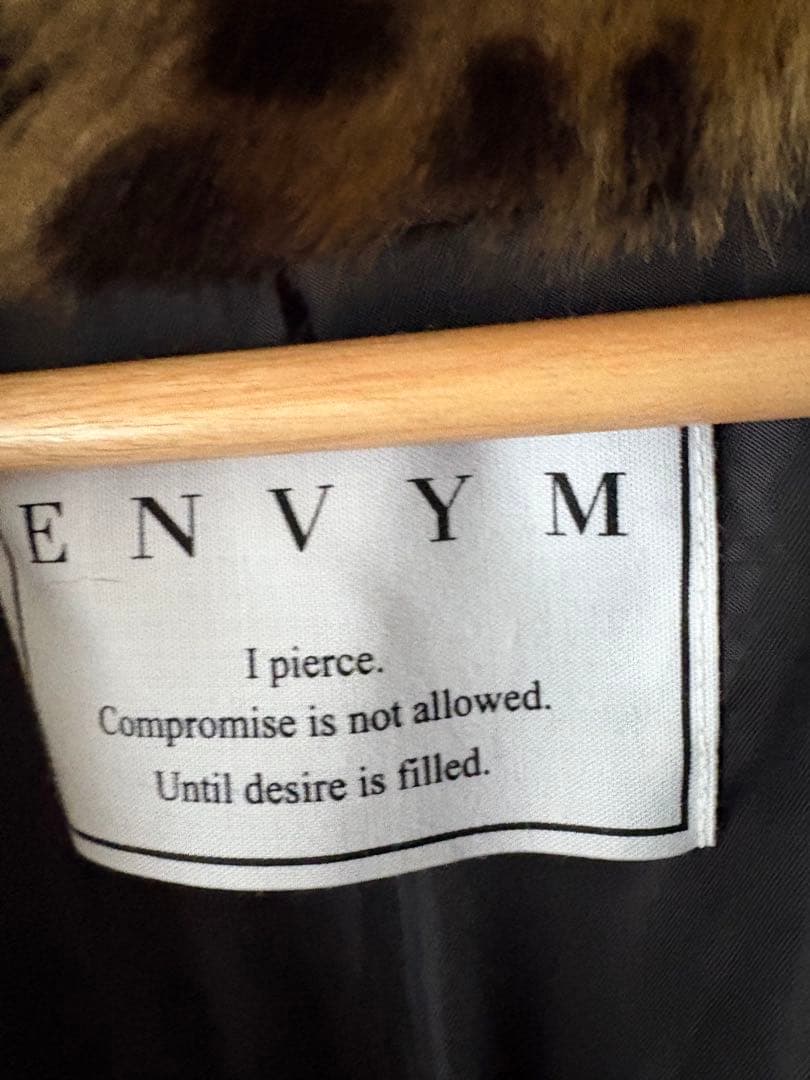 ENVYM
I pierce.
Compromise is not allowed.
Until desire is filled.